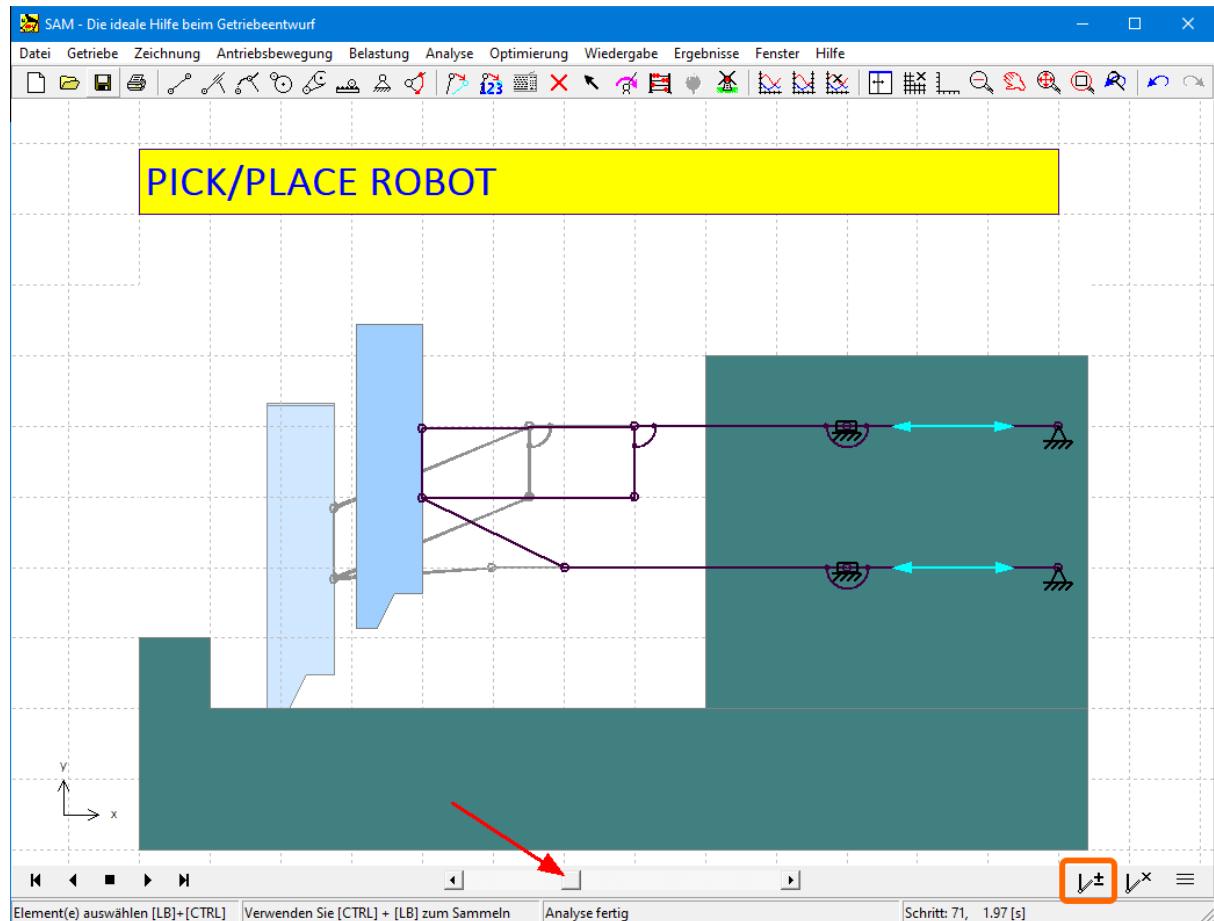 SAM - Die ideale Hilfe beim Getriebeentwurf
Datei Getriebe Zeichnung Antriebsbewegung Belastung Analyse Optimierung Wiedergabe Ergebnisse Fenster Hilfe
123
PICK/PLACE ROBOT
y
x
Element(e) auswählen [LB]+[CTRL] Verwenden Sie [CTRL] + [LB] zum Sammeln Analyse fertig Schritt: 71, 1.97 [s]